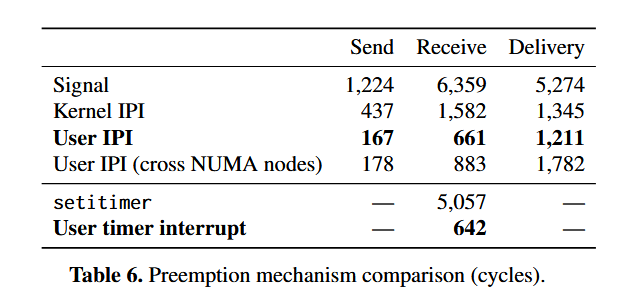 Send Receive Delivery
Signal 1,224 6,359 5,274
Kernel IPI 437 1,582 1,345
User IPI 167 661 1,211
User IPI (cross NUMA nodes) 178 883 1,782
setitimer — 5,057 —
User timer interrupt — 642 —
Table 6. Preemption mechanism comparison (cycles).